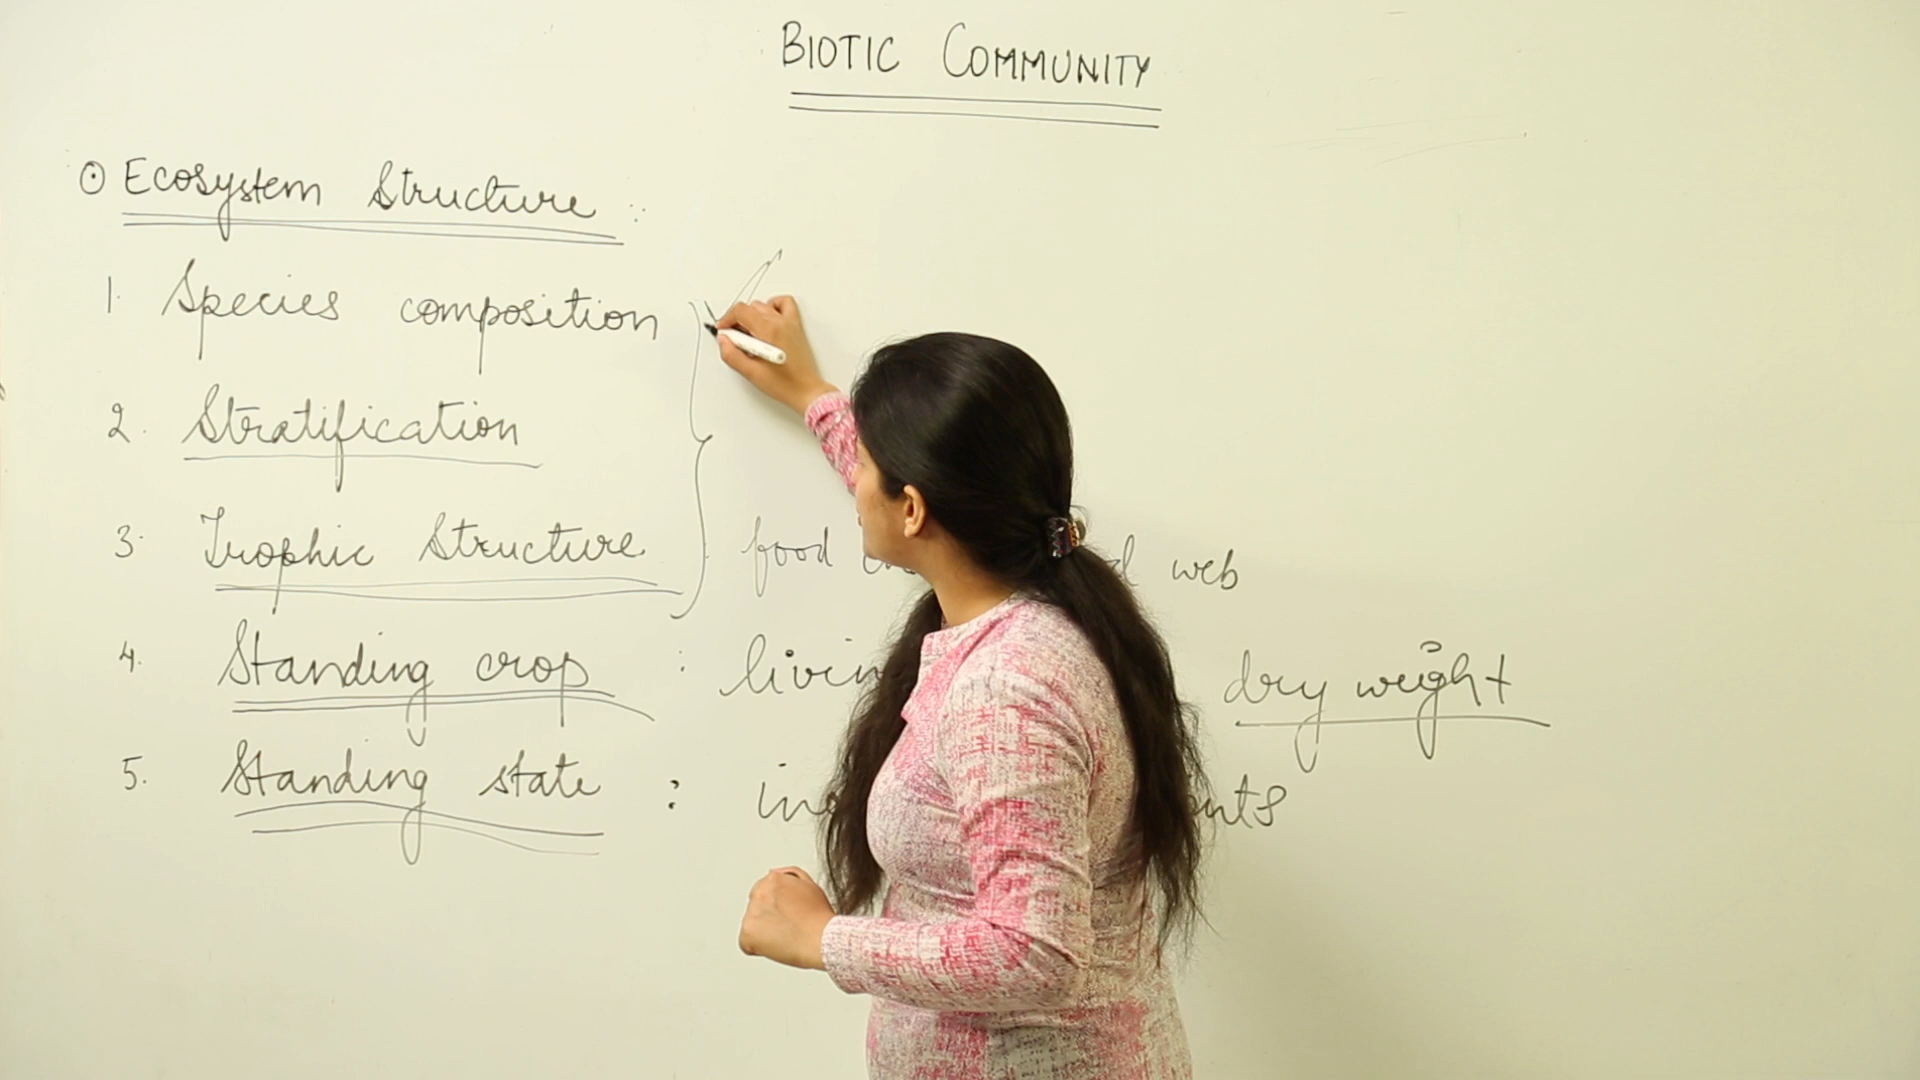 BIOTIC COMMUNITY
Ecosystem Structure :
1. Species composition
2. Stratification
3. Trophic Structure food web
4. Standing crop : dry weight
5. Standing state :